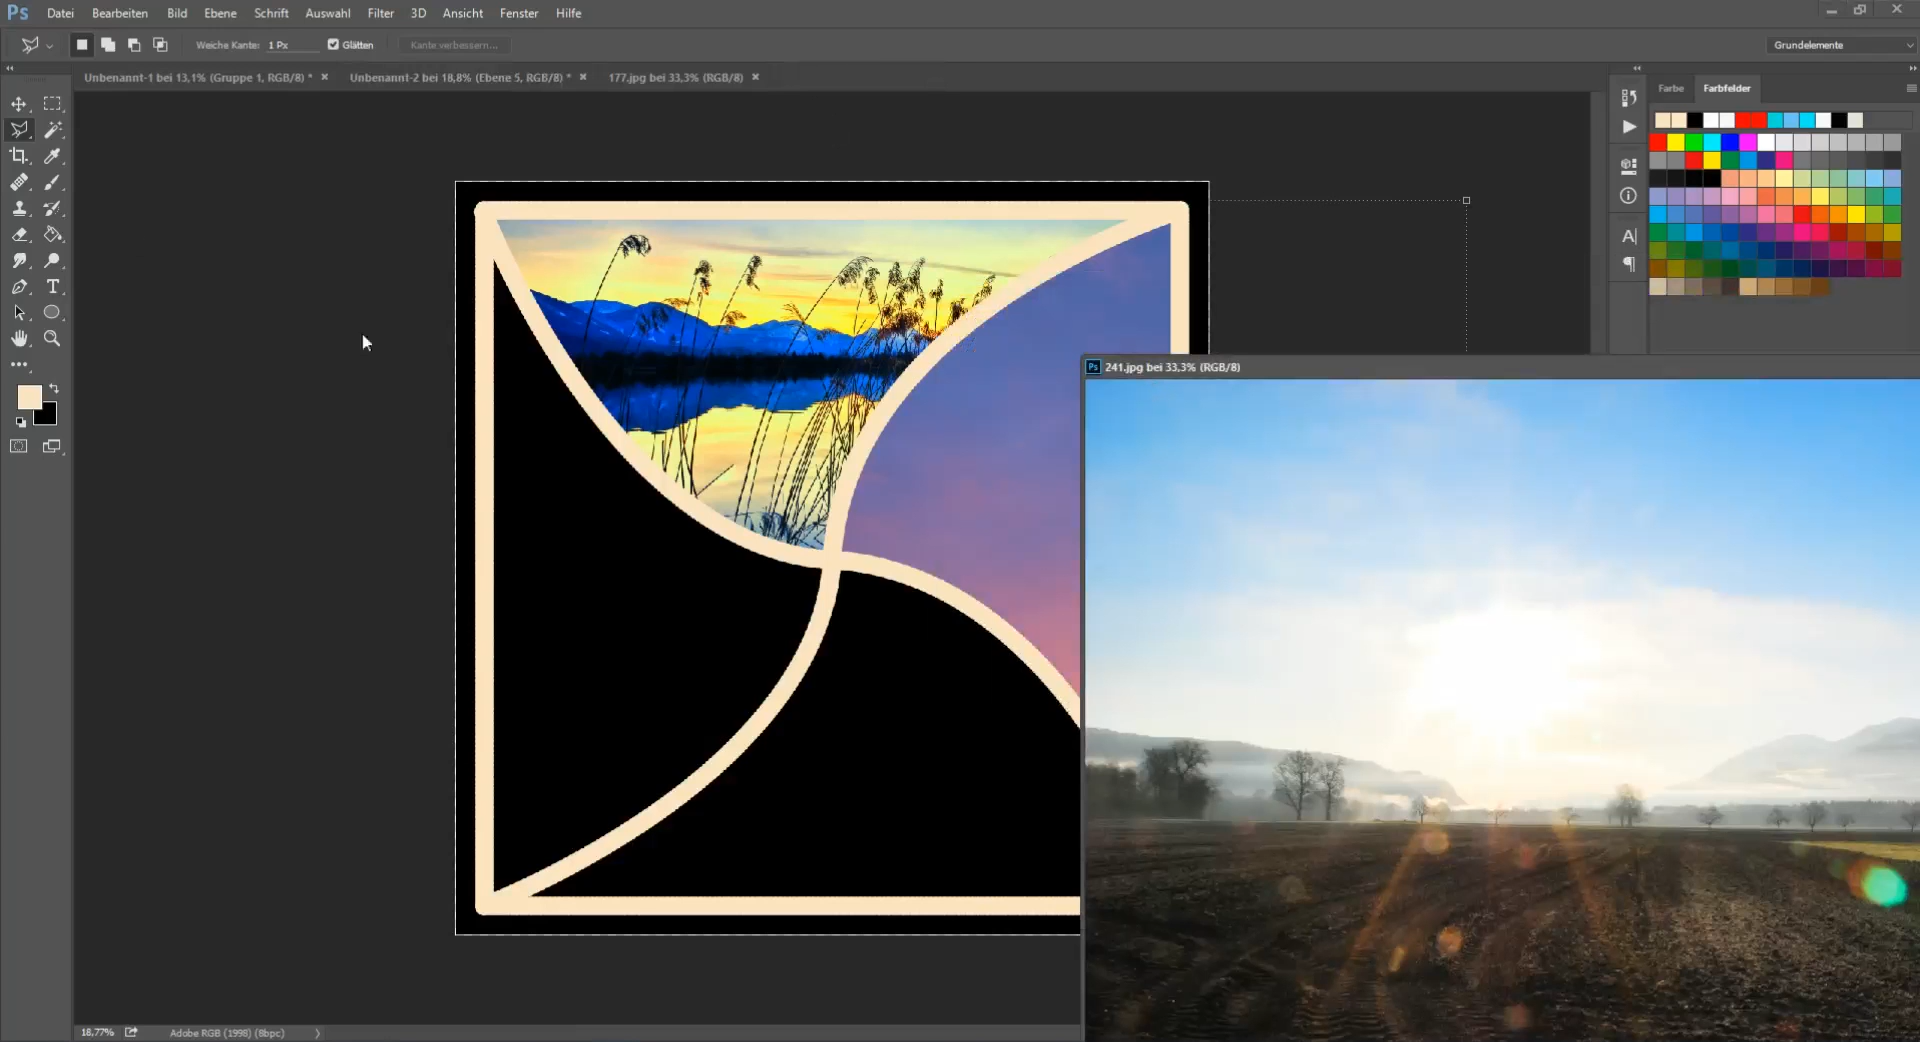 Ps Datei Bearbeiten Bild Ebene Schrift Auswahl Filter 3D Ansicht Fenster Hilfe
Weiche Kante: 1 Px Glätten Kante verbessern... Grundelemente
Unbenannt-1 bei 13,1% (Gruppe 1, RGB/8) * Unbenannt-2 bei 18,8% (Ebene 5, RGB/8) * 177.jpg bei 33,3% (RGB/8)
Farbe Farbfelder
Ps 241.jpg bei 33,3% (RGB/8)
18,77% Adobe RGB (1998) (8bpc)